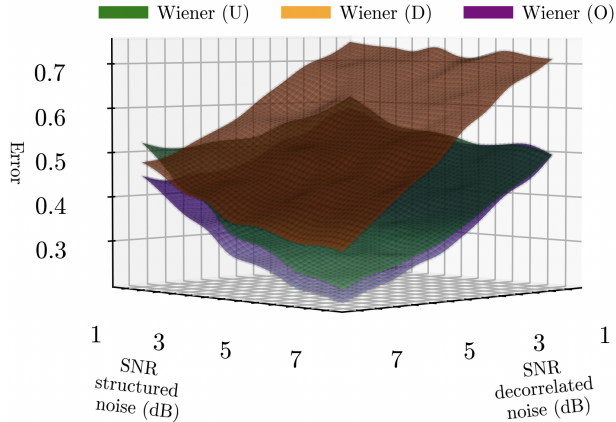 Wiener (U) Wiener (D) Wiener (O)
0.7
0.6
0.5
0.4
0.3
Error
1 3 5 7 7 5 3 1
SNR
structured
noise (dB)
SNR
decorrelated
noise (dB)